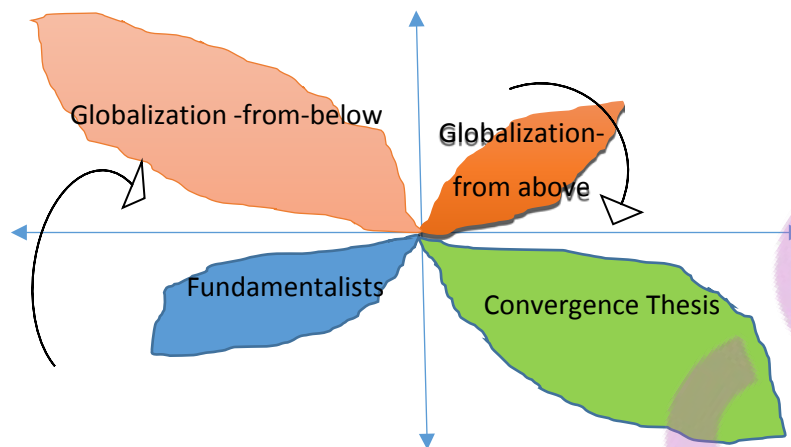 Globalization -from-below
Globalization-
from above
Fundamentalists
Convergence Thesis